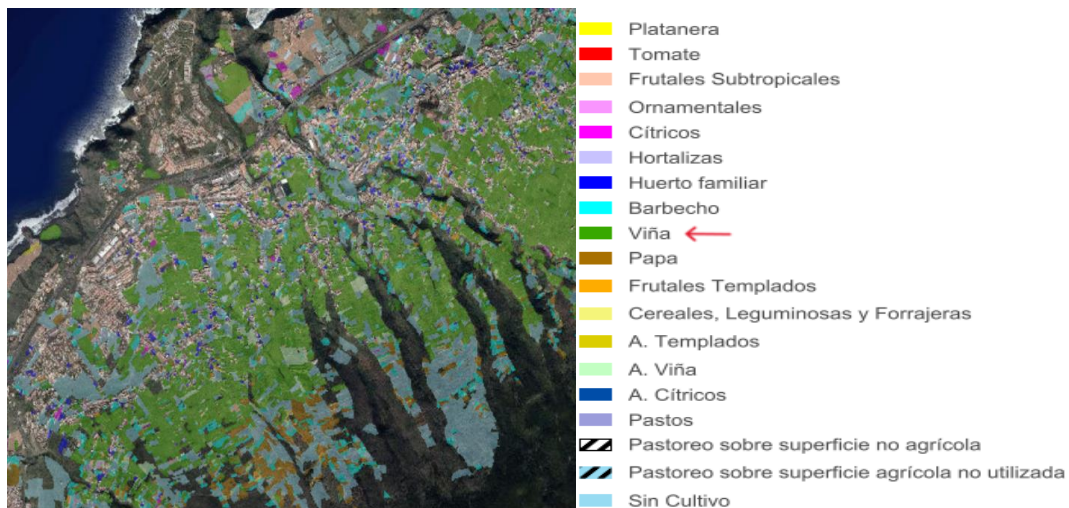 Platanera
Tomate
Frutales Subtropicales
Ornamentales
Cítricos
Hortalizas
Huerto familiar
Barbecho
Viña
Papa
Frutales Templados
Cereales, Leguminosas y Forrajeras
A. Templados
A. Viña
A. Cítricos
Pastos
Pastoreo sobre superficie no agrícola
Pastoreo sobre superficie agrícola no utilizada
Sin Cultivo